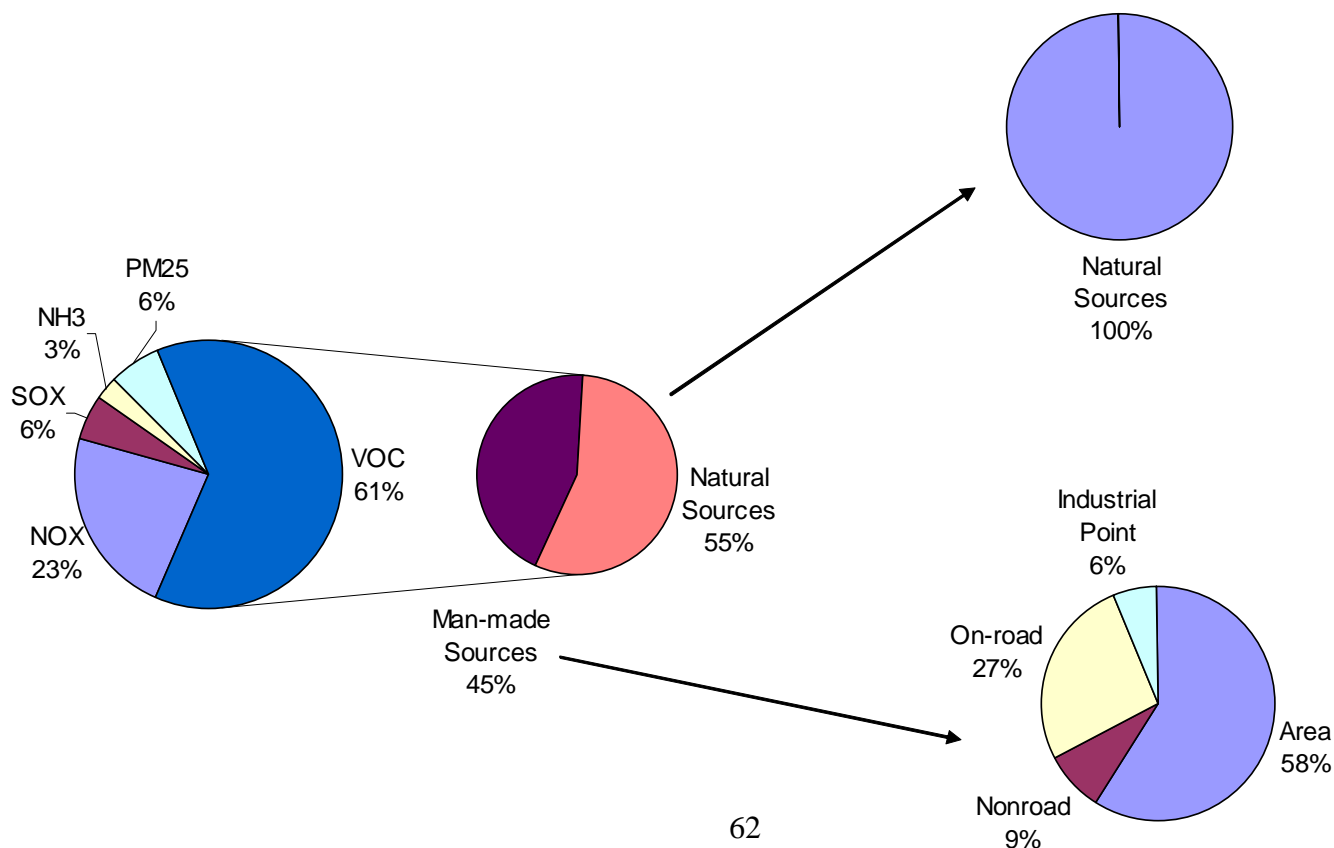 Natural
Sources
100%
PM25
6%
NH3
3%
SOX
6%
NOX
23%
VOC
61%
Natural
Sources
55%
Man-made
Sources
45%
Industrial
Point
6%
On-road
27%
Area
58%
Nonroad
9%
62